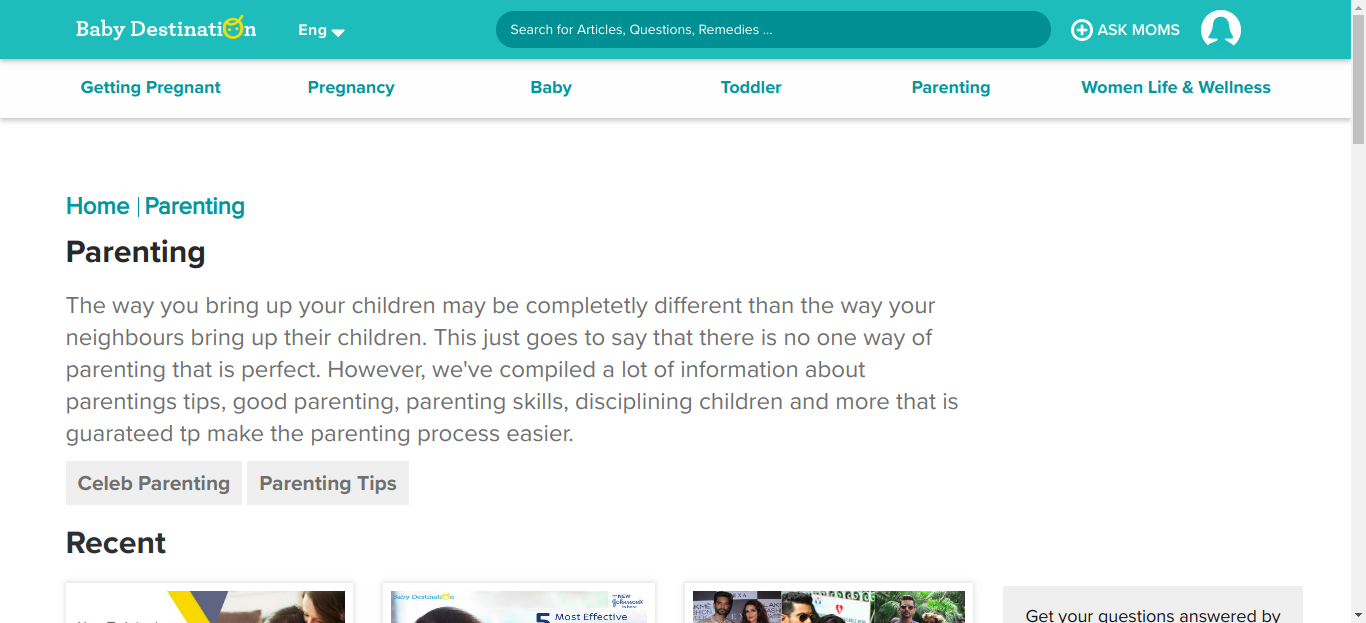 Baby Destination
Eng
Search for Articles, Questions, Remedies ...
ASK MOMS
Getting Pregnant
Pregnancy
Baby
Toddler
Parenting
Women Life & Wellness
Home | Parenting
Parenting
The way you bring up your children may be completetly different than the way your
neighbours bring up their children. This just goes to say that there is no one way of
parenting that is perfect. However, we've compiled a lot of information about
parentings tips, good parenting, parenting skills, disciplining children and more that is
guarateed tp make the parenting process easier.
Celeb Parenting
Parenting Tips
Recent
Baby Destination
5 Most Effective
Get your questions answered by